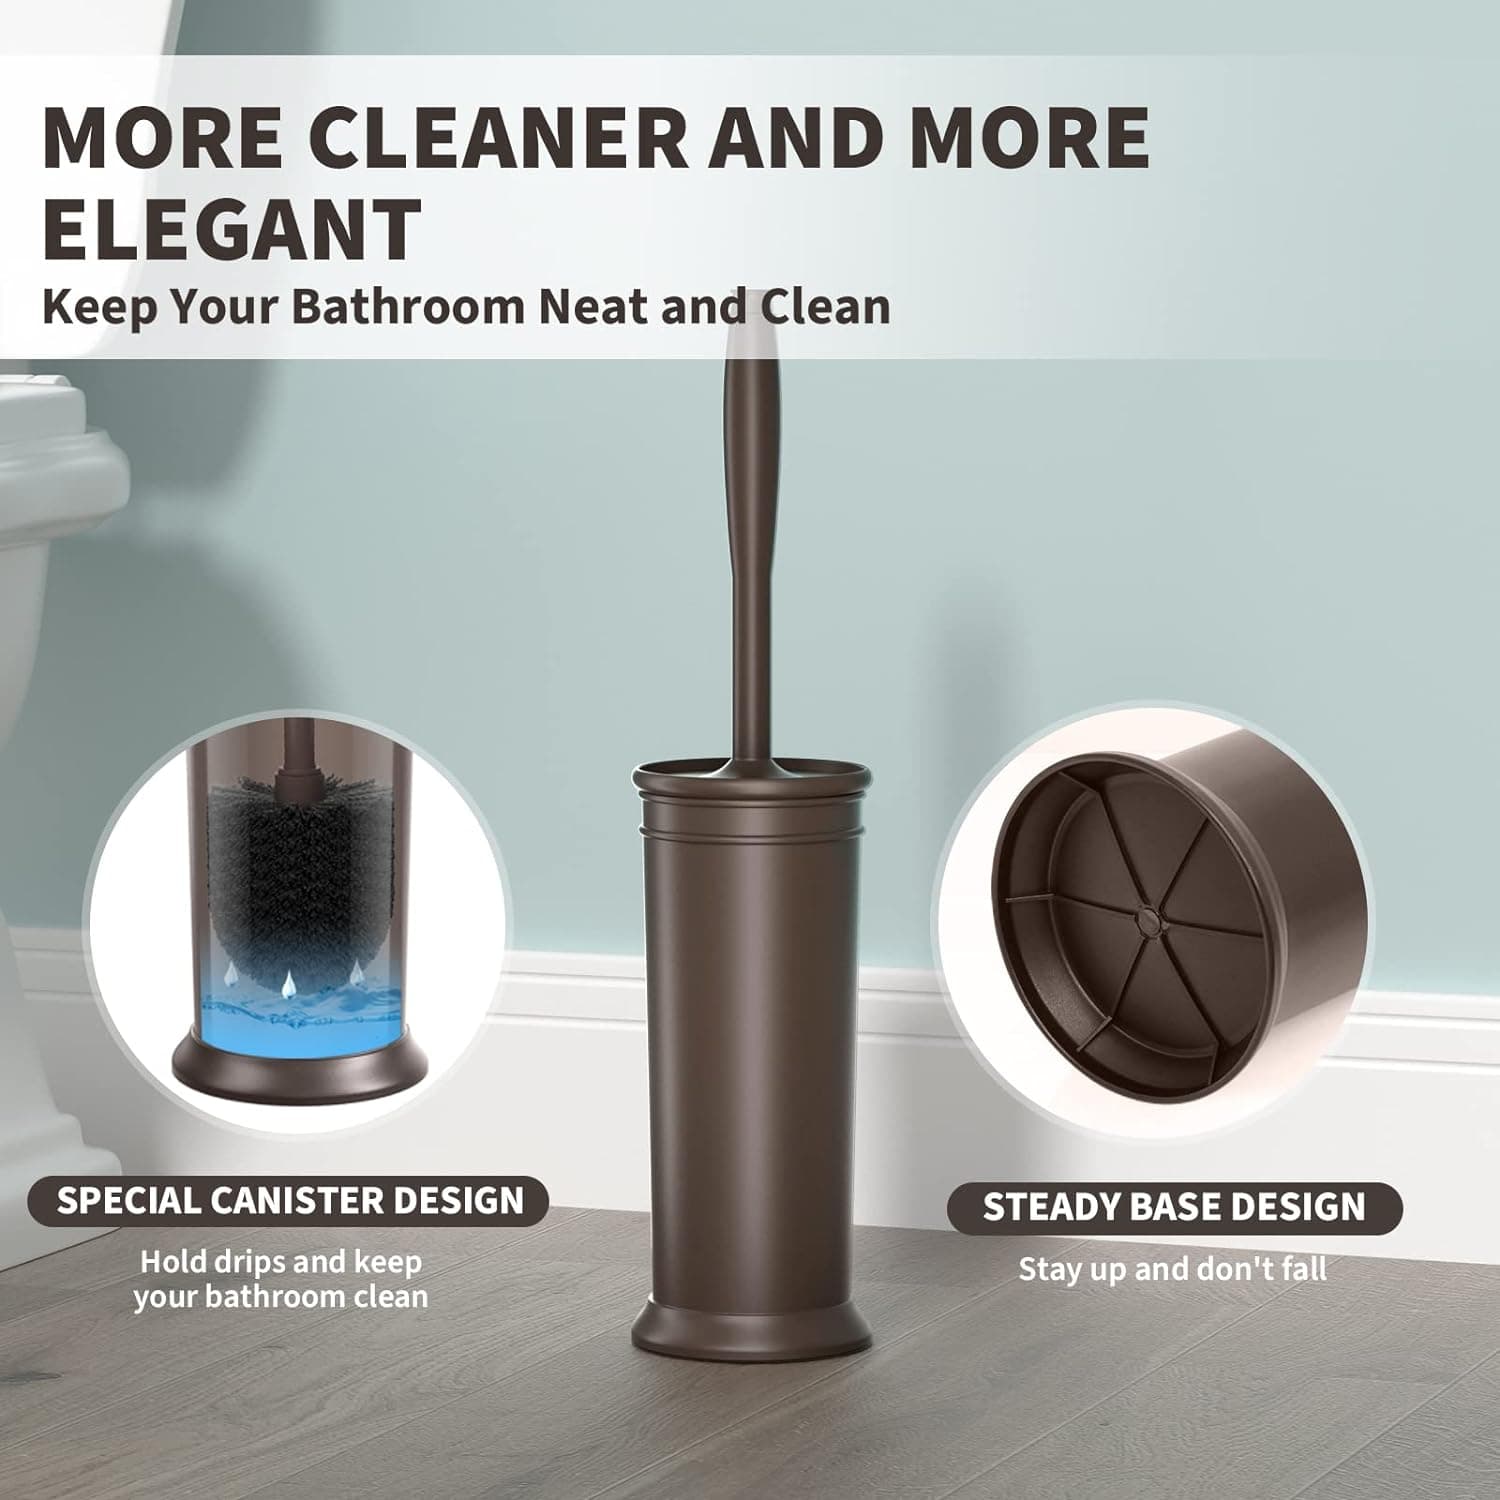 MORE CLEANER AND MORE
ELEGANT
Keep Your Bathroom Neat and Clean
SPECIAL CANISTER DESIGN
Hold drips and keep
your bathroom clean
STEADY BASE DESIGN
Stay up and don't fall